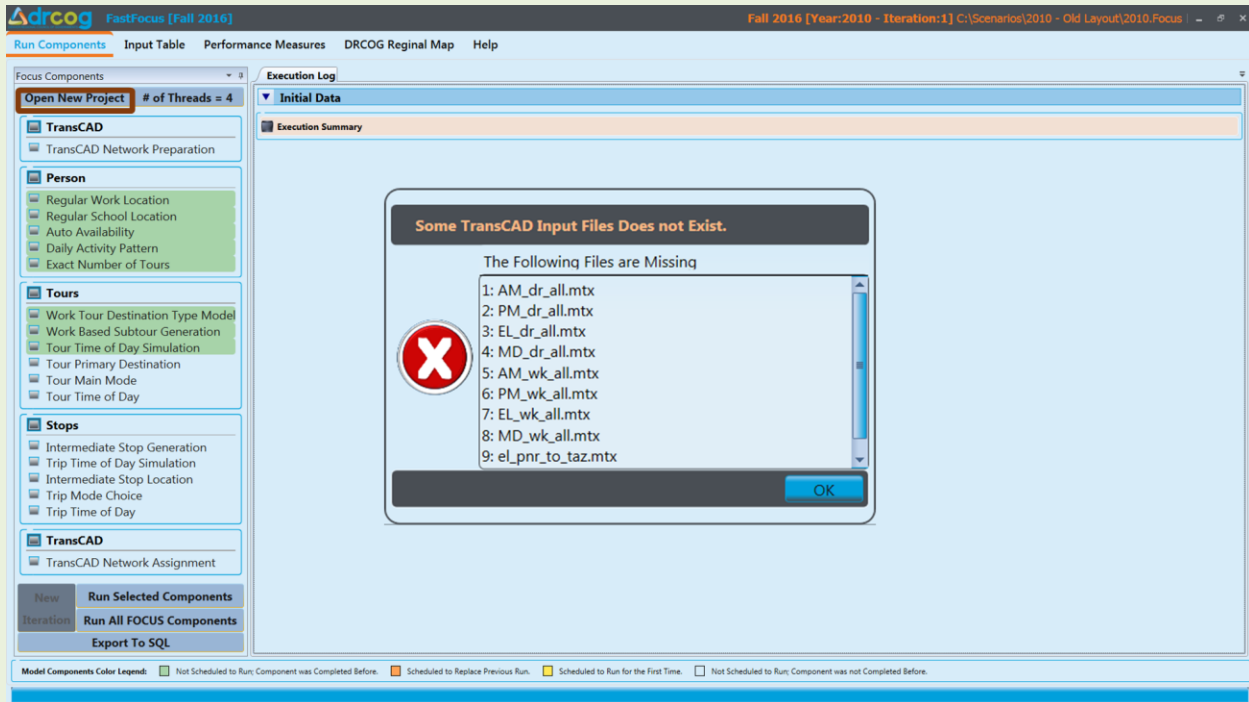 drcog FastFocus [Fall 2016] Fall 2016 [Year:2010 - Iteration:1] C:\Scenarios\2010 - Old Layout\2010.Focus
Run Components Input Table Performance Measures DRCOG Reginal Map Help
Focus Components
Open New Project # of Threads = 4
TransCAD
TransCAD Network Preparation
Person
Regular Work Location
Regular School Location
Auto Availability
Daily Activity Pattern
Exact Number of Tours
Tours
Work Tour Destination Type Model
Work Based Subtour Generation
Tour Time of Day Simulation
Tour Primary Destination
Tour Main Mode
Tour Time of Day
Stops
Intermediate Stop Generation
Trip Time of Day Simulation
Intermediate Stop Location
Trip Mode Choice
Trip Time of Day
TransCAD
TransCAD Network Assignment
New Iteration
Run Selected Components
Run All FOCUS Components
Export To SQL
Execution Log
Initial Data
Execution Summary
Some TransCAD Input Files Does not Exist.
The Following Files are Missing
1: AM_dr_all.mtx
2: PM_dr_all.mtx
3: EL_dr_all.mtx
4: MD_dr_all.mtx
5: AM_wk_all.mtx
6: PM_wk_all.mtx
7: EL_wk_all.mtx
8: MD_wk_all.mtx
9: el_pnr_to_taz.mtx
OK
Model Components Color Legend: Not Scheduled to Run; Component was Completed Before. Scheduled to Replace Previous Run. Scheduled to Run for the First Time. Not Scheduled to Run; Component was not Completed Before.